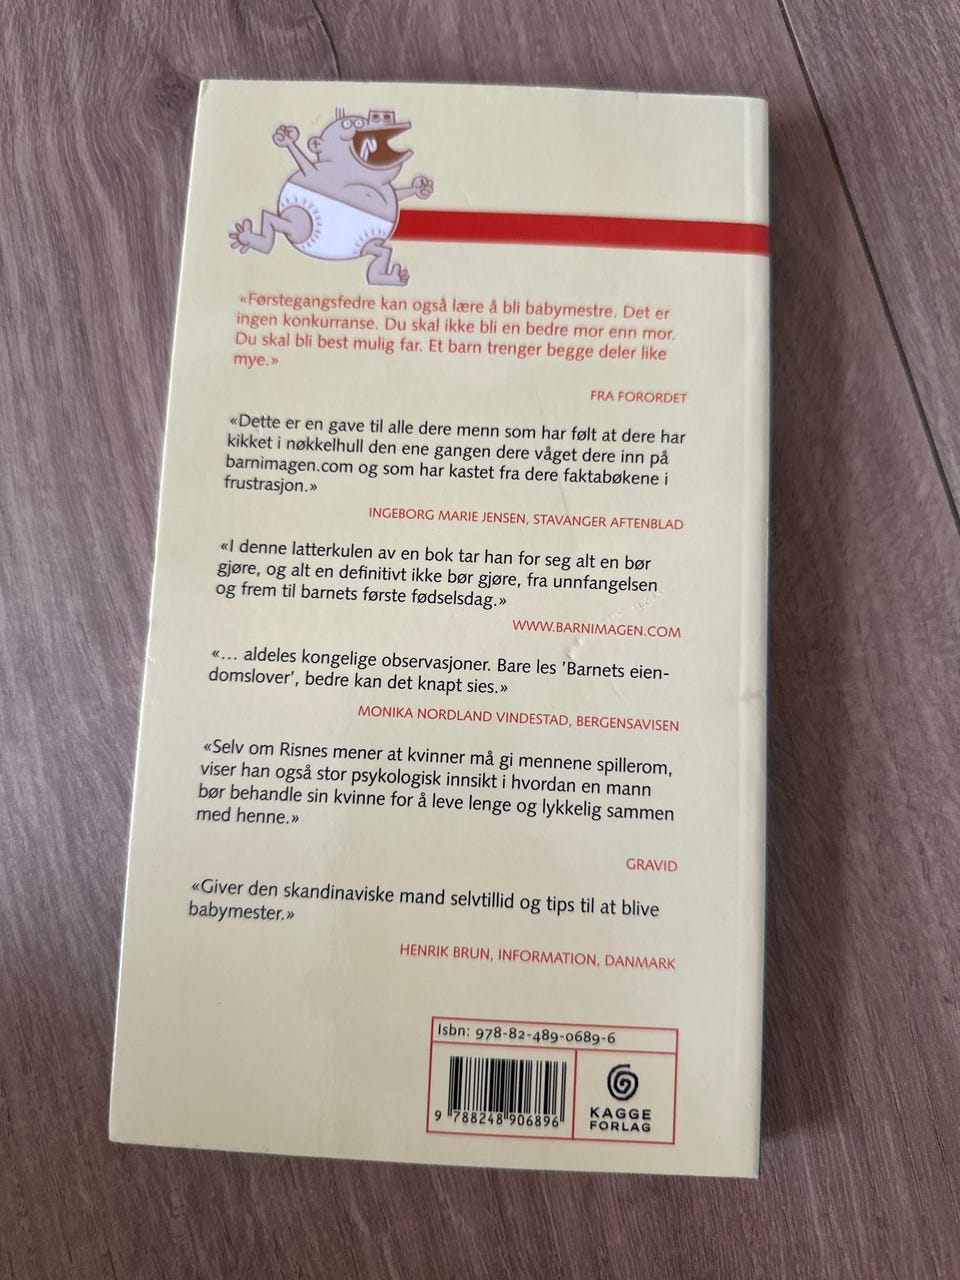 «Førstegangsfedre kan også lære å bli babymestre. Det er
ingen konkurranse. Du skal ikke bli en bedre mor enn mor.
Du skal bli best mulig far. Et barn trenger begge deler like
mye.»
FRA FORORDET
«Dette er en gave til alle dere menn som har følt at dere har
kikket i nøkkelhull den ene gangen dere våget dere inn på
barnimagen.com og som har kastet fra dere faktabøkene i
frustrasjon.»
INGEBORG MARIE JENSEN, STAVANGER AFTENBLAD
«I denne latterkulen av en bok tar han for seg alt en bør
gjøre, og alt en definitivt ikke bør gjøre, fra unnfangelsen
og frem til barnets første fødselsdag.»
WWW.BARNIMAGEN.COM
«... aldeles kongelige observasjoner. Bare les 'Barnets eien-
domslover', bedre kan det knapt sies.»
MONIKA NORDLAND VINDESTAD, BERGENSAVISEN
«Selv om Risnes mener at kvinner må gi mennene spillerom,
viser han også stor psykologisk innsikt i hvordan en mann
bør behandle sin kvinne for å leve lenge og lykkelig sammen
med henne.»
GRAVID
«Giver den skandinaviske mand selvtillid og tips til at blive
babymester.»
HENRIK BRUN, INFORMATION, DANMARK
Isbn: 978-82-489-0689-6
9 788248 906896
KAGGE
FORLAG